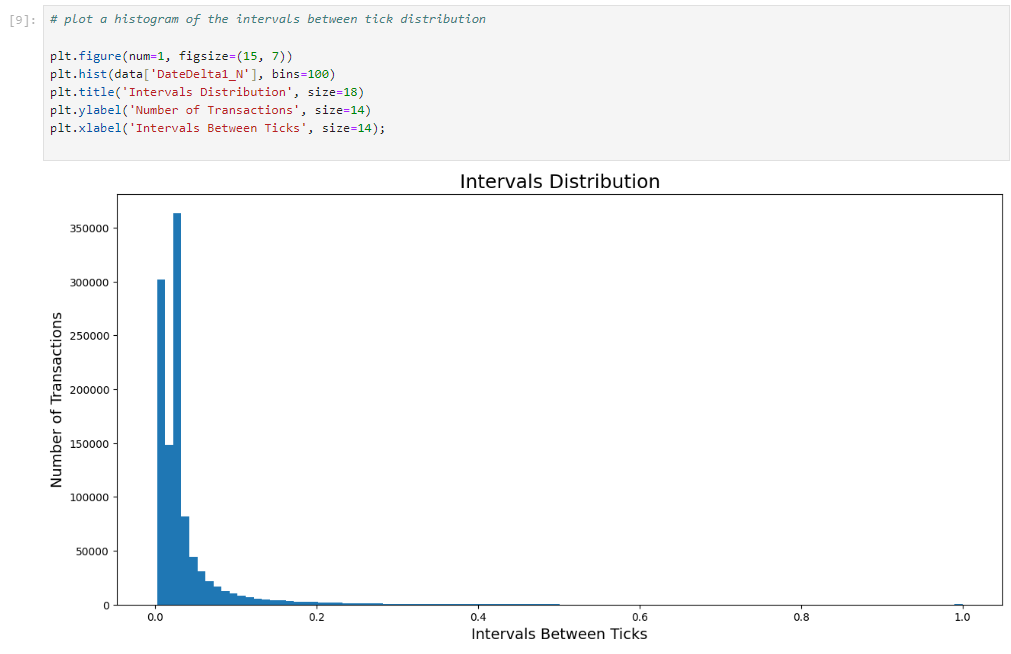 [9]: # plot a histogram of the intervals between tick distribution
plt.figure(num=1, figsize=(15, 7))
plt.hist(data['DateDelta1_N'], bins=100)
plt.title('Intervals Distribution', size=18)
plt.ylabel('Number of Transactions', size=14)
plt.xlabel('Intervals Between Ticks', size=14);
Intervals Distribution
Number of Transactions
350000
300000
250000
200000
150000
100000
50000
0
0.0 0.2 0.4 0.6 0.8 1.0
Intervals Between Ticks